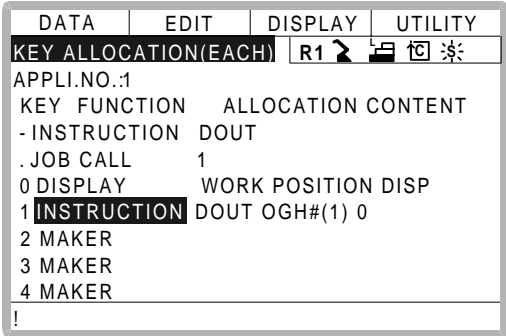 DATA EDIT DISPLAY UTILITY
KEY ALLOCATION(EACH) R1 C S
APPLI.NO.:1
KEY FUNCTION ALLOCATION CONTENT
- INSTRUCTION DOUT
. JOB CALL 1
0 DISPLAY WORK POSITION DISP
1 INSTRUCTION DOUT OGH#(1) 0
2 MAKER
3 MAKER
4 MAKER
!